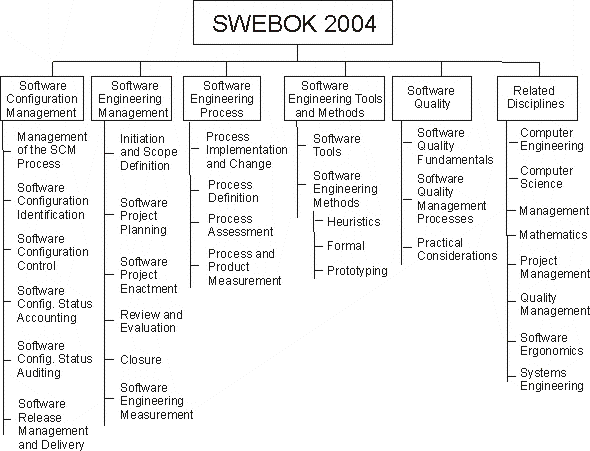 SWEBOK 2004
Software
Configuration
Management
Management
of the SCM
Process
Software
Configuration
Identification
Software
Configuration
Control
Software
Config. Status
Accounting
Software
Config. Status
Auditing
Software
Release
Management
and Delivery
Software
Engineering
Management
Initiation
and Scope
Definition
Software
Project
Planning
Software
Project
Enactment
Review and
Evaluation
Closure
Software
Engineering
Measurement
Software
Engineering
Process
Process
Implementation
and Change
Process
Definition
Process
Assessment
Process and
Product
Measurement
Software
Engineering Tools
and Methods
Software
Tools
Software
Engineering
Methods
Heuristics
Formal
Prototyping
Software
Quality
Software
Quality
Fundamentals
Software
Quality
Management
Processes
Practical
Considerations
Related
Disciplines
Computer
Engineering
Computer
Science
Management
Mathematics
Project
Management
Quality
Management
Software
Ergonomics
Systems
Engineering